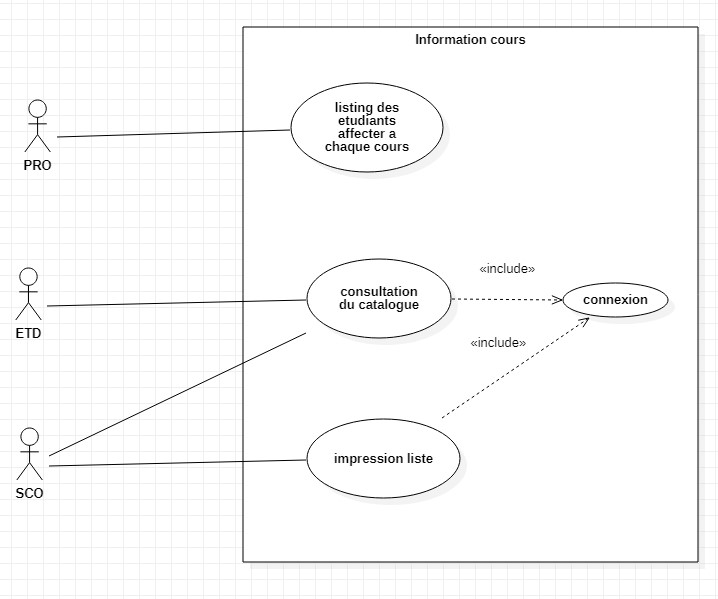 Information cours
listing des
etudiants
affecter a
chaque cours
PRO
consultation
du catalogue
«include»
connexion
ETD
«include»
impression liste
SCO